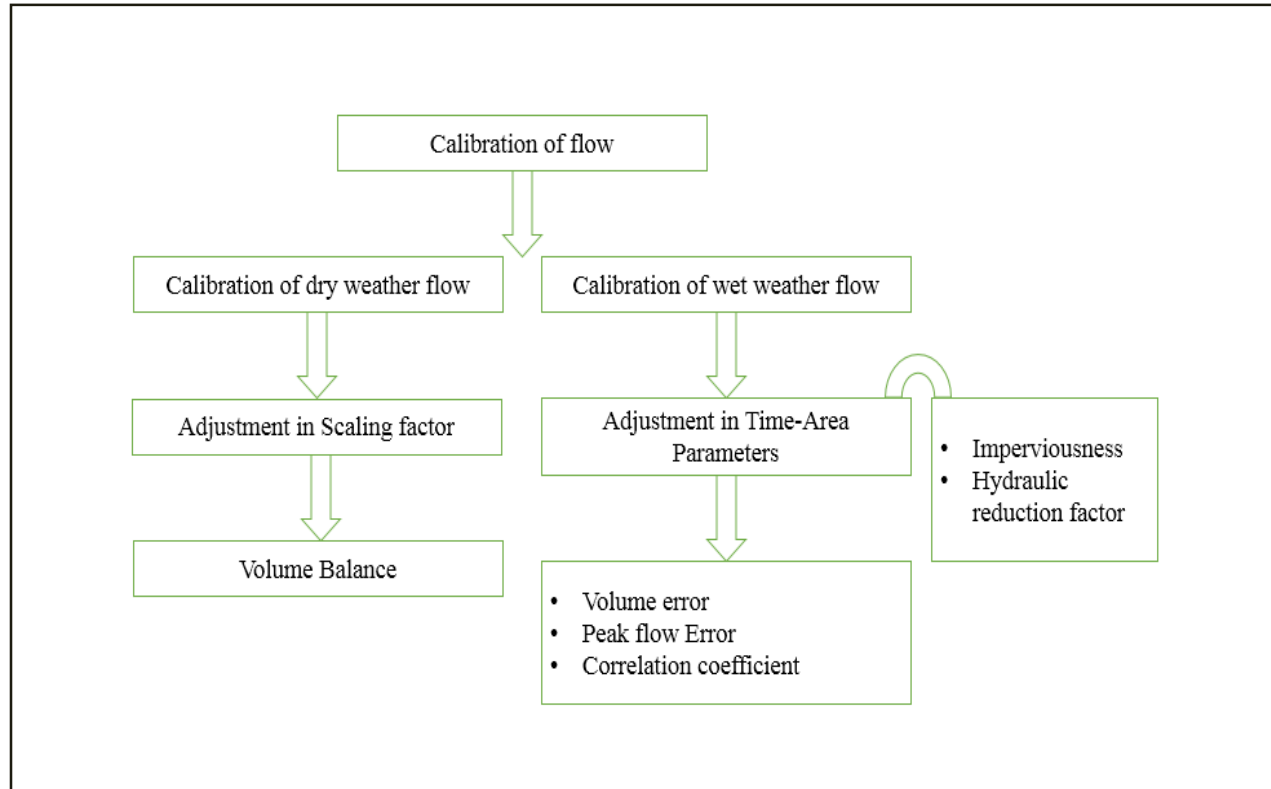 Calibration of flow
Calibration of dry weather flow
Calibration of wet weather flow
Adjustment in Scaling factor
Adjustment in Time-Area
Parameters
• Imperviousness
• Hydraulic
reduction factor
Volume Balance
• Volume error
• Peak flow Error
• Correlation coefficient